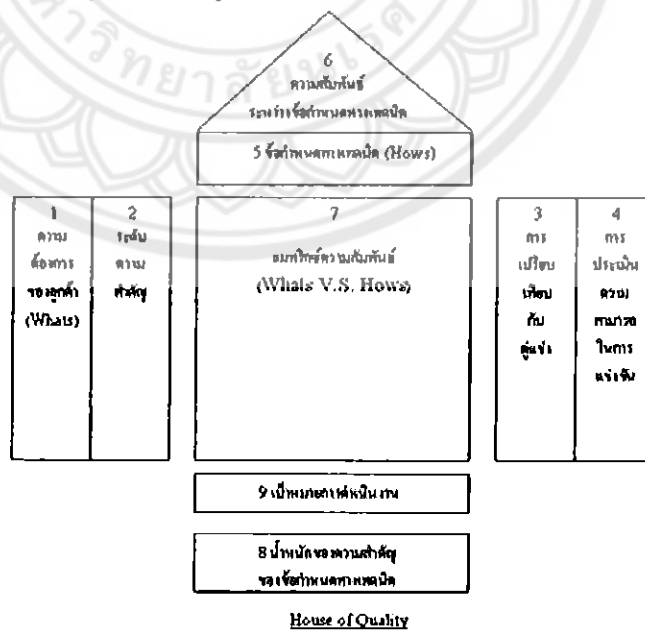 6
ความสัมพันธ์
ระหว่างข้อกำหนดทางเทคนิค
5 ข้อกำหนดทางเทคนิค (Hows)
1
ความ
ต้องการ
ของลูกค้า
(Whats)
2
ระดับ
ความ
สำคัญ
7
เมทริกซ์ความสัมพันธ์
(Whats V.S. Hows)
3
การ
เปรียบ
เทียบ
กับ
คู่แข่ง
4
การ
ประเมิน
ความ
สามารถ
ในการ
แข่งขัน
9 เป้าหมายการดำเนินงาน
8 น้ำหนักของความสำคัญ
ของข้อกำหนดทางเทคนิค
House of Quality